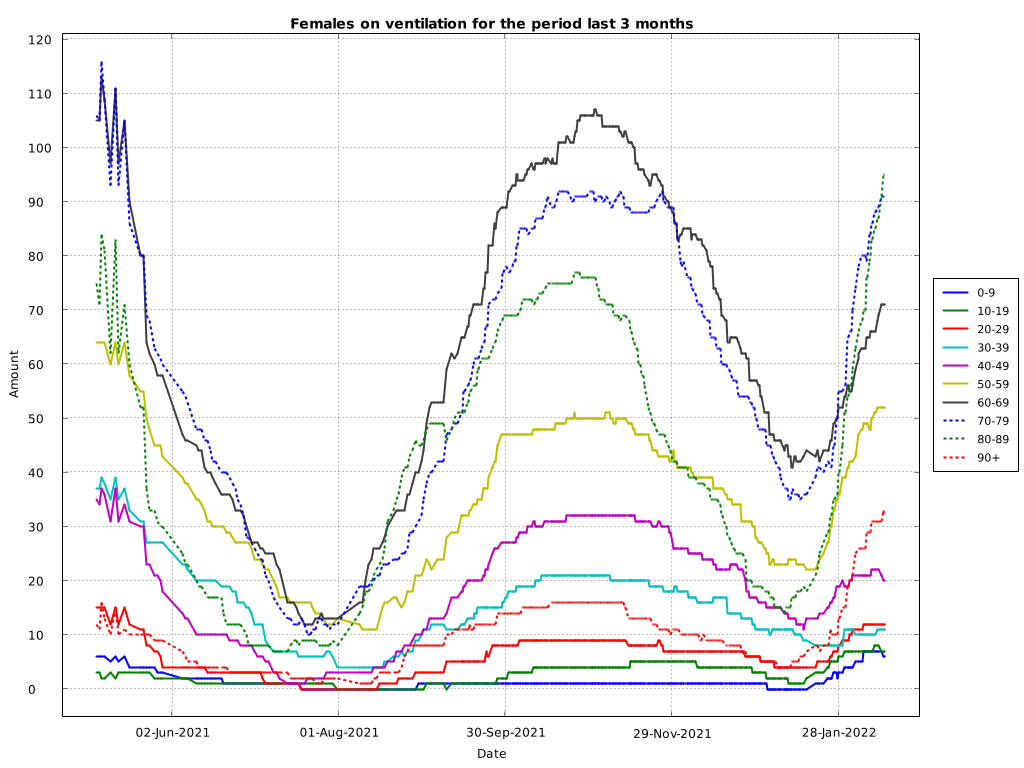 Females on ventilation for the period last 3 months
120
110
100
90
80
70
60
50
40
30
20
10
0
Amount
02-Jun-2021
01-Aug-2021
30-Sep-2021
29-Nov-2021
28-Jan-2022
Date
0-9
10-19
20-29
30-39
40-49
50-59
60-69
70-79
80-89
90+